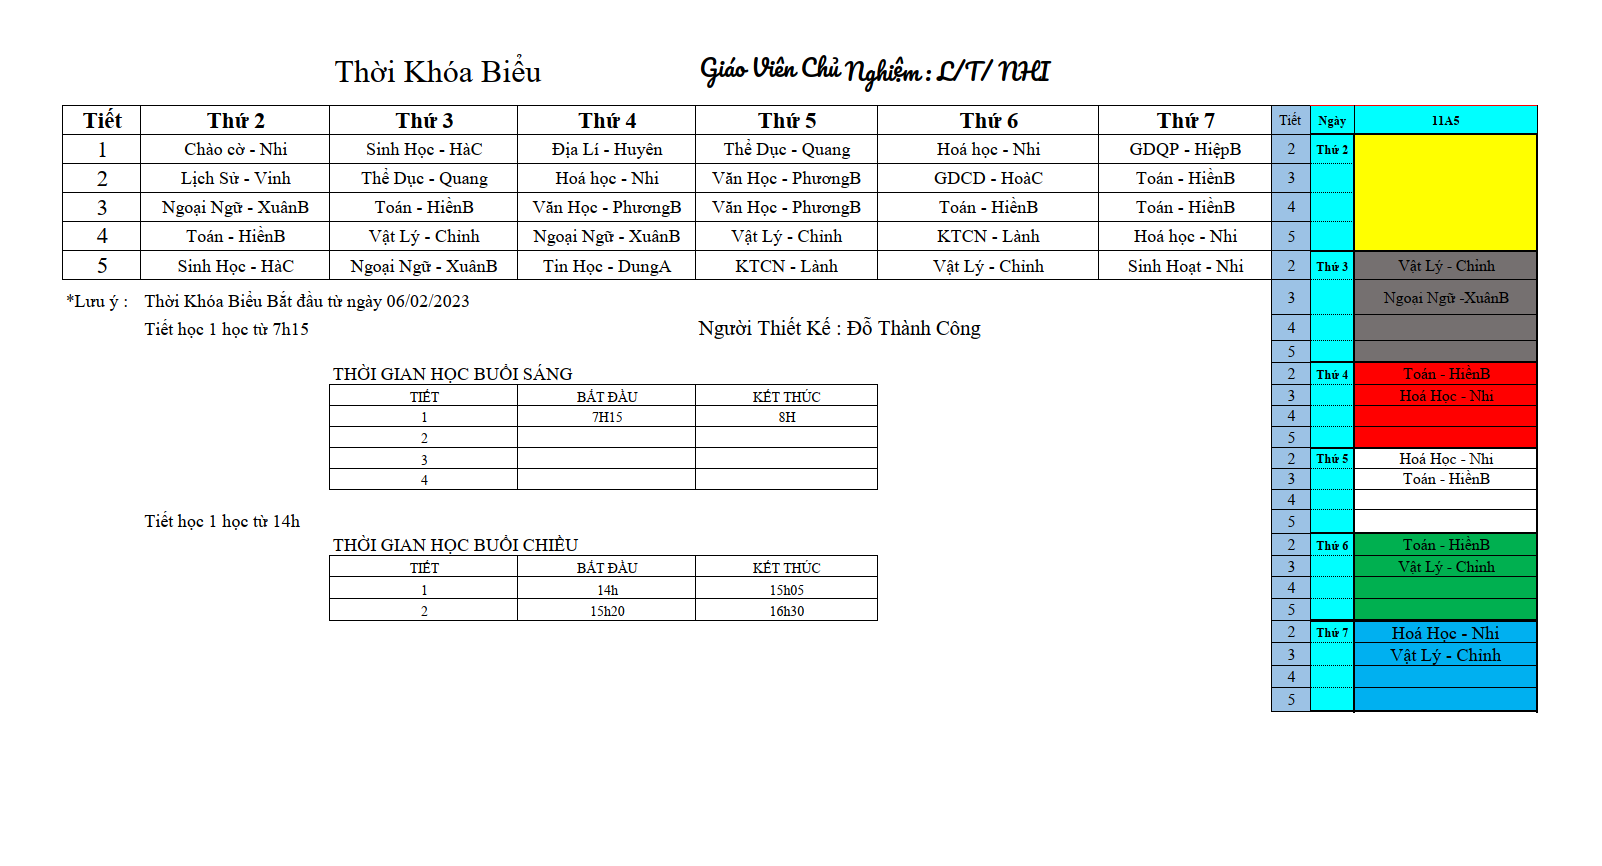 Thời Khóa Biểu
Giáo Viên Chủ Nghiệm : L/T/ NHI
Tiết Thứ 2 Thứ 3 Thứ 4 Thứ 5 Thứ 6 Thứ 7
1 Chào cờ - Nhi Sinh Học - HàC Địa Lí - Huyên Thể Dục - Quang Hoá học - Nhi GDQP - HiệpB
2 Lịch Sử - Vinh Thể Dục - Quang Hoá học - Nhi Văn Học - PhươngB GDCD - HoàC Toán - HiềnB
3 Ngoại Ngữ - XuânB Toán - HiềnB Văn Học - PhươngB Văn Học - PhươngB Toán - HiềnB Toán - HiềnB
4 Toán - HiềnB Vật Lý - Chinh Ngoại Ngữ - XuânB Vật Lý - Chinh KTCN - Lành Hoá học - Nhi
5 Sinh Học - HàC Ngoại Ngữ - XuânB Tin Học - DungA KTCN - Lành Vật Lý - Chinh Sinh Hoạt - Nhi
*Lưu ý : Thời Khóa Biểu Bắt đầu từ ngày 06/02/2023
Tiết học 1 học từ 7h15
Người Thiết Kế : Đỗ Thành Công
THỜI GIAN HỌC BUỔI SÁNG
TIẾT BẮT ĐẦU KẾT THÚC
1 7H15 8H
2
3
4
Tiết học 1 học từ 14h
THỜI GIAN HỌC BUỔI CHIỀU
TIẾT BẮT ĐẦU KẾT THÚC
1 14h 15h05
2 15h20 16h30
Tiết Ngày 11A5
2 Thứ 2
3
4
5
2 Thứ 3 Vật Lý - Chỉnh
3 Ngoại Ngữ -XuânB
4
5
2 Thứ 4 Toán - HiềnB
3 Hoá Học - Nhi
4
5
2 Thứ 5 Hoá Học - Nhi
3 Toán - HiềnB
4
5
2 Thứ 6 Toán - HiềnB
3 Vật Lý - Chỉnh
4
5
2 Thứ 7 Hoá Học - Nhi
3 Vật Lý - Chỉnh
4
5